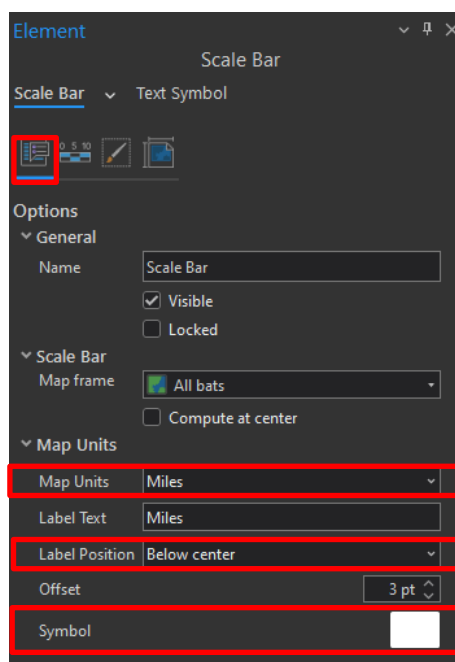 Element
Scale Bar
Scale Bar Text Symbol
0 5 10
Options
General
Name Scale Bar
Visible
Locked
Scale Bar
Map frame All bats
Compute at center
Map Units
Map Units Miles
Label Text Miles
Label Position Below center
Offset 3 pt
Symbol